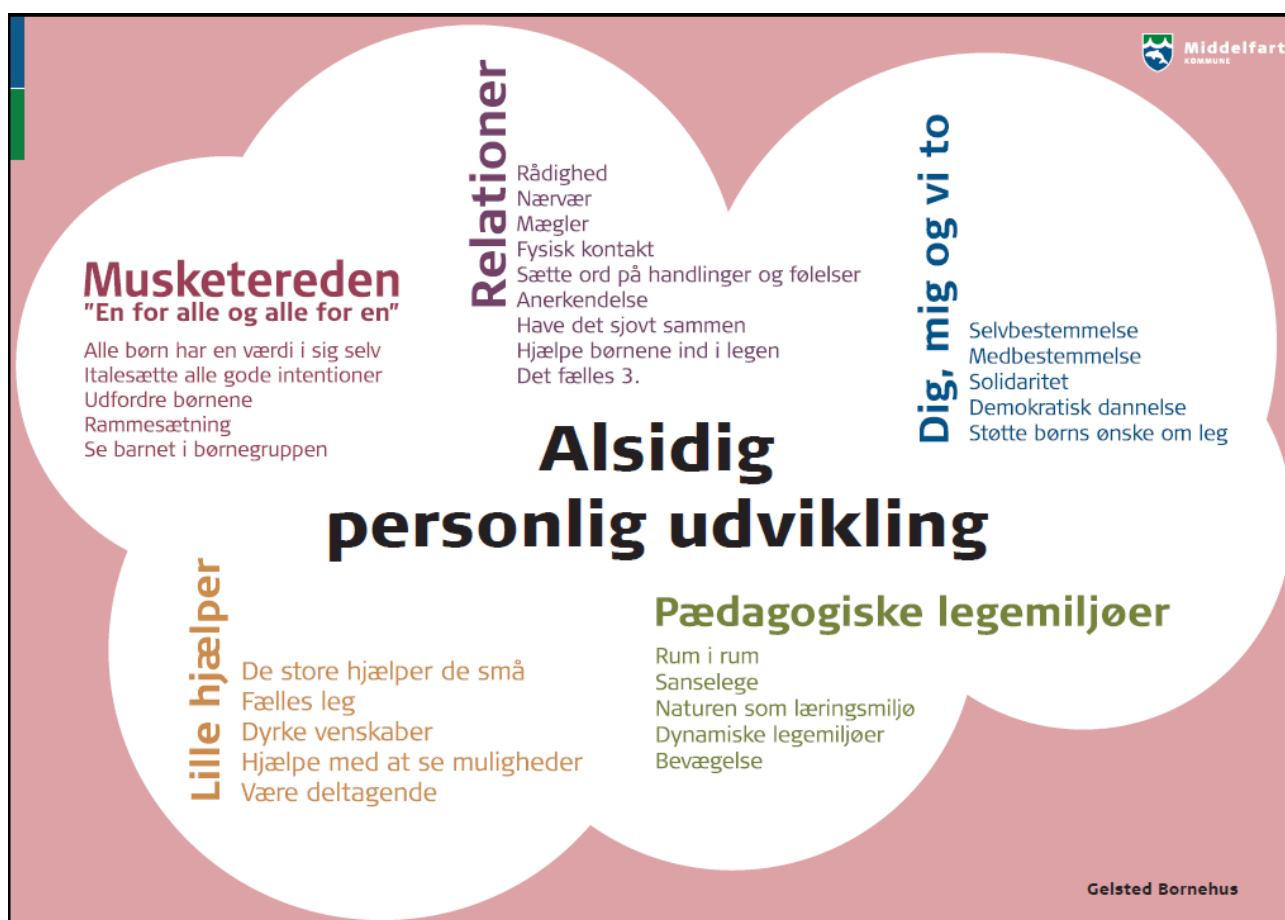 Middelfart
KOMMUNE
Relationer
Rådighed
Nærvær
Mægler
Fysisk kontakt
Sætte ord på handlinger og følelser
Anerkendelse
Have det sjovt sammen
Hjælpe børnene ind i legen
Det fælles 3.
Dig, mig og vi to
Selvbestemmelse
Medbestemmelse
Solidaritet
Demokratisk dannelse
Støtte børns ønske om leg
Musketereden
"En for alle og alle for en"
Alle børn har en værdi i sig selv
Italesætte alle gode intentioner
Udfordre børnene
Rammesætning
Se barnet i børnegruppen
Alsidig
personlig udvikling
Lille hjælper
De store hjælper de små
Fælles leg
Dyrke venskaber
Hjælpe med at se muligheder
Være deltagende
Pædagogiske legemiljøer
Rum i rum
Sanselege
Naturen som læringsmiljø
Dynamiske legemiljøer
Bevægelse
Gelsted Bornehus